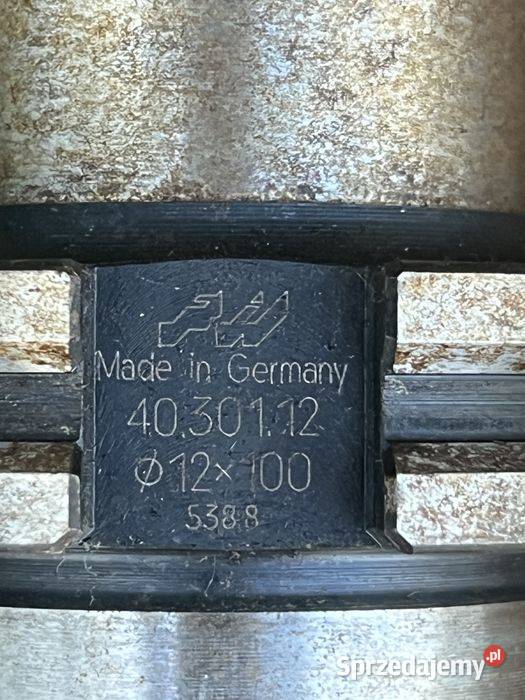 Made in Germany
40.301.12
Ø12×100
5388
Sprzedajemy.pl